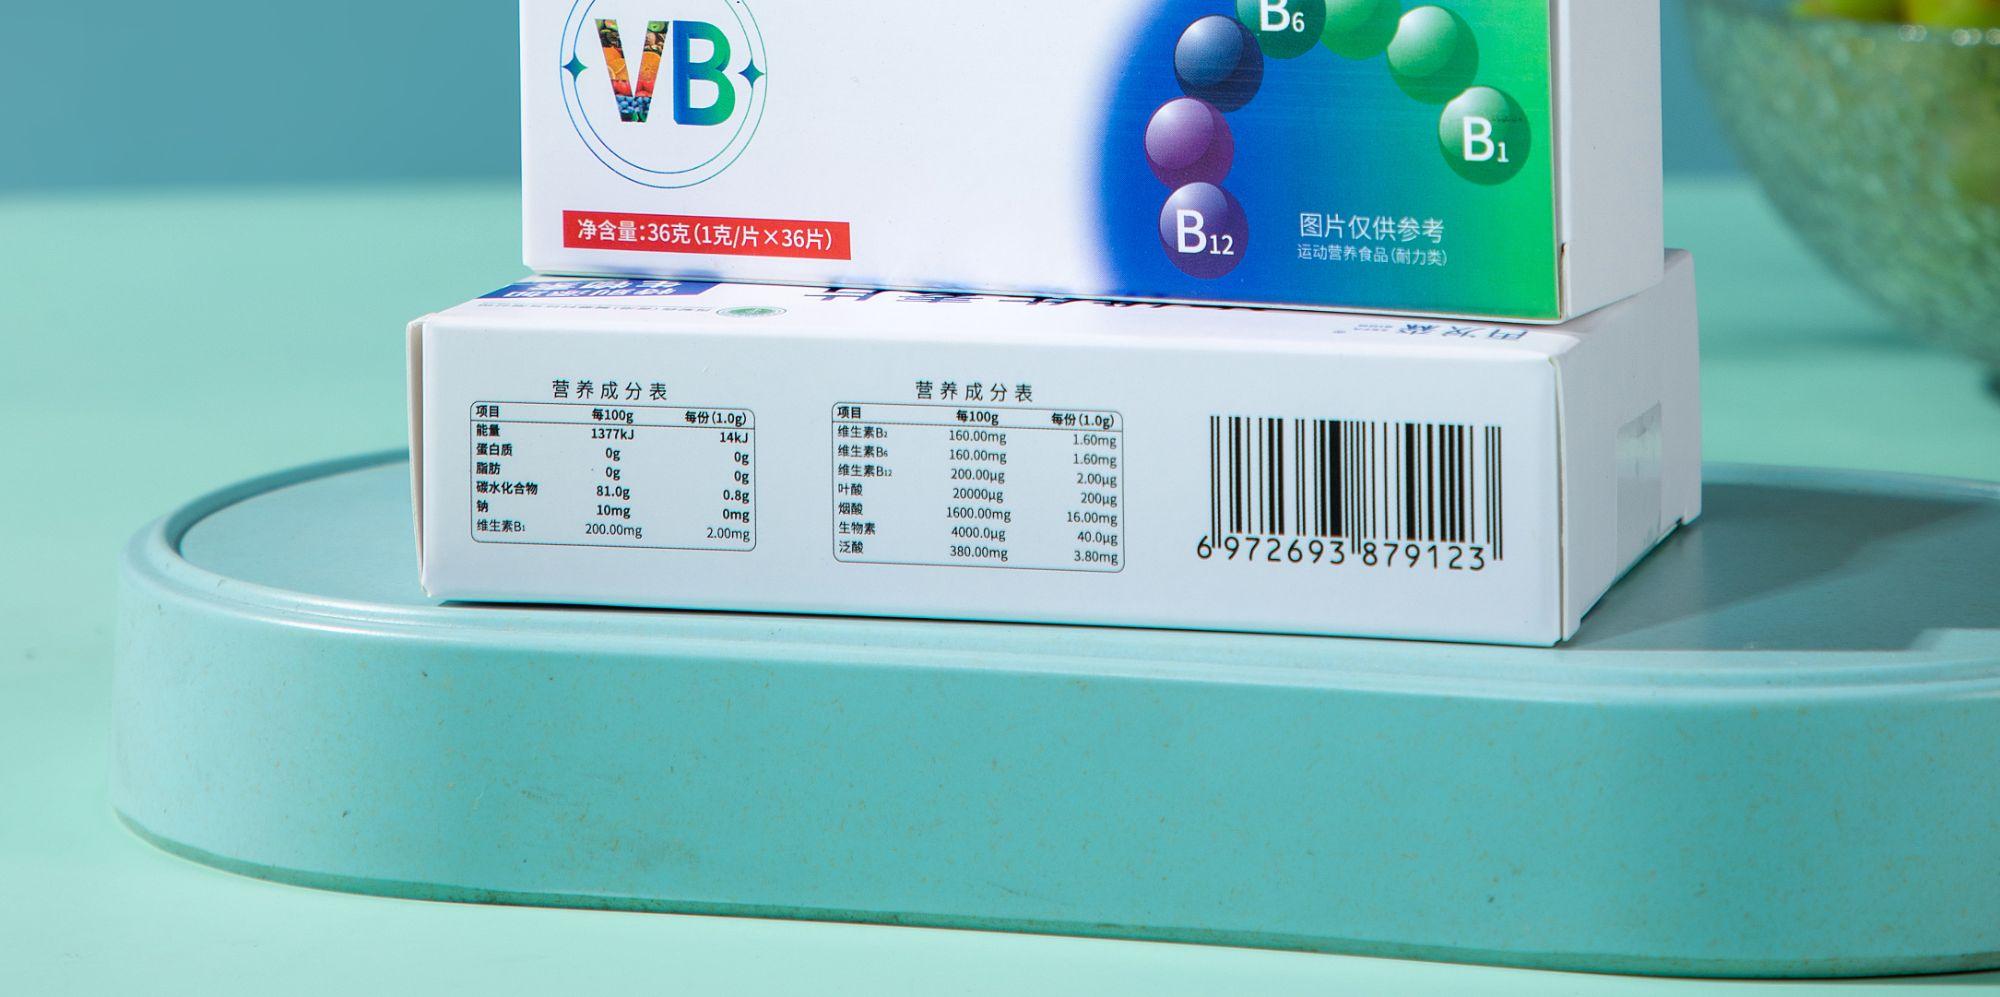 VB
B6
B1
B12
净含量:36克(1克/片×36片)
图片仅供参考
运动营养食品(耐力类)
营养成分表
项目 每100g 每份(1.0g)
能量 1377kJ 14kJ
蛋白质 0g 0g
脂肪 0g 0g
碳水化合物 81.0g 0.8g
钠 10mg 0mg
维生素B1 200.00mg 2.00mg
营养成分表
项目 每100g 每份(1.0g)
维生素B2 160.00mg 1.60mg
维生素B6 160.00mg 1.60mg
维生素B12 200.00μg 2.00μg
叶酸 20000μg 200μg
烟酸 1600.00mg 16.00mg
生物素 4000.0μg 40.0μg
泛酸 380.00mg 3.80mg
6 972693 879123